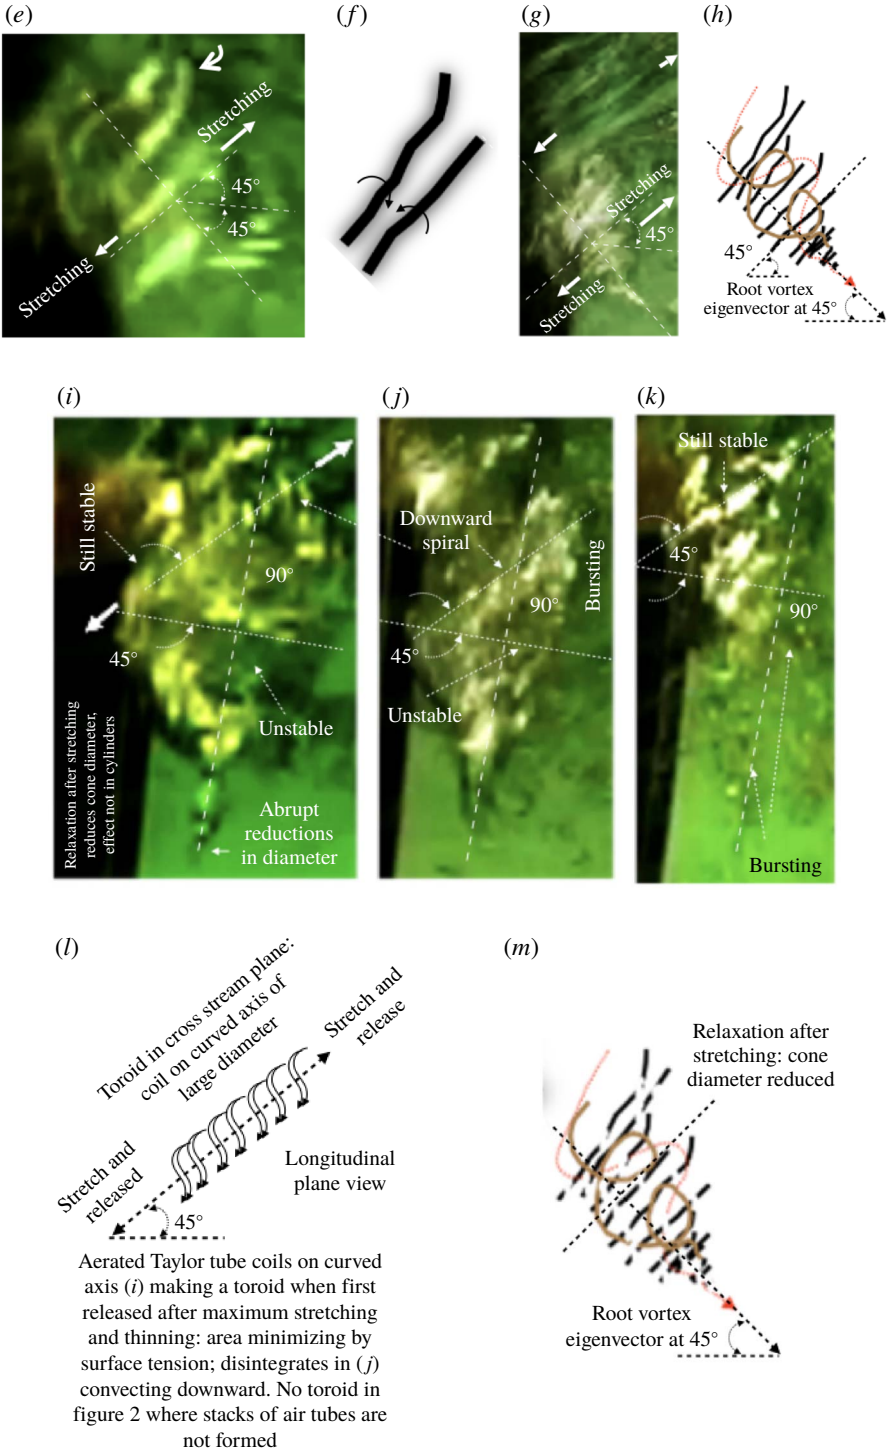 (e)
(f)
(g)
(h)
Stretching
45°
45°
Stretching
Stretching
45°
Stretching
45°
Root vortex
eigenvector at 45°
(i)
(j)
(k)
Still stable
90°
45°
Unstable
Relaxation after stretching
reduces cone diameter,
effect not in cylinders
Abrupt
reductions
in diameter
Downward
spiral
Bursting
90°
45°
Unstable
Still stable
45°
90°
Bursting
(l)
Toroid in cross stream plane:
coil on curved axis of
large diameter
Stretch and
release
Stretch and
released
Longitudinal
plane view
45°
Aerated Taylor tube coils on curved
axis (i) making a toroid when first
released after maximum stretching
and thinning: area minimizing by
surface tension; disintegrates in (j)
convecting downward. No toroid in
figure 2 where stacks of air tubes are
not formed
(m)
Relaxation after
stretching: cone
diameter reduced
Root vortex
eigenvector at 45°